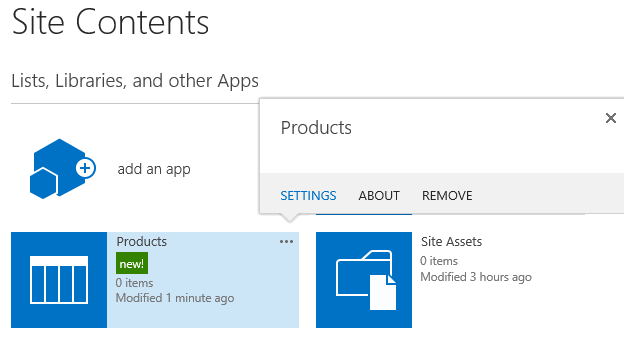 Site Contents
Lists, Libraries, and other Apps
Products
add an app
SETTINGS ABOUT REMOVE
Products
new!
0 items
Modified 1 minute ago
Site Assets
0 items
Modified 3 hours ago